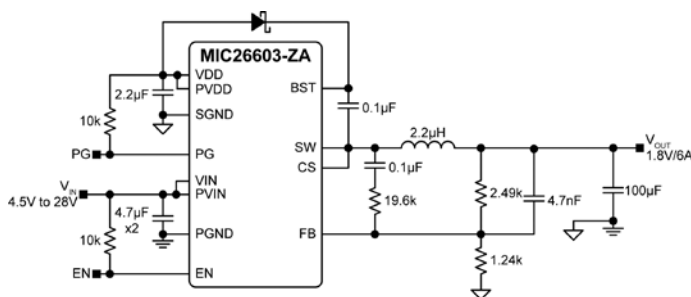 MIC26603-ZA
VDD
PVDD
BST
2.2µF
SGND
0.1µF
10k
2.2µH
PG
PG
SW
CS
V_OUT
1.8V/6A
0.1µF
V_IN
4.5V to 28V
VIN
PVIN
2.49k
4.7nF
100µF
4.7µF
x2
19.6k
10k
PGND
FB
1.24k
EN
EN